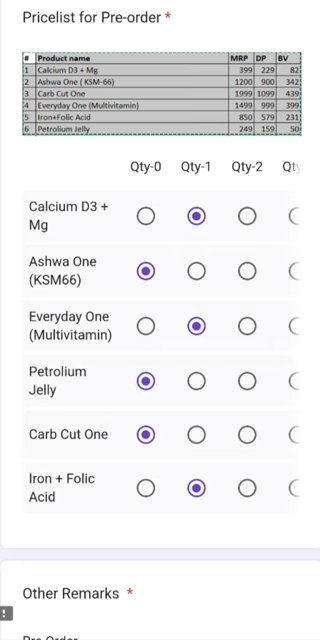 Pricelist for Pre-order *
# Product name MRP DP BV
1 Calcium D3 + Mg 399 229 82
2 Ashwa One ( KSM-66) 1200 900 342
3 Carb Cut One 1999 1099 439
4 Everyday One (Multivitamin) 1499 999 399
5 Iron+Folic Acid 850 579 231
6 Petrolium Jelly 249 159 50
Qty-0 Qty-1 Qty-2 Qty
Calcium D3 +
Mg
Ashwa One
(KSM66)
Everyday One
(Multivitamin)
Petrolium
Jelly
Carb Cut One
Iron + Folic
Acid
Other Remarks *
!
Pre Order